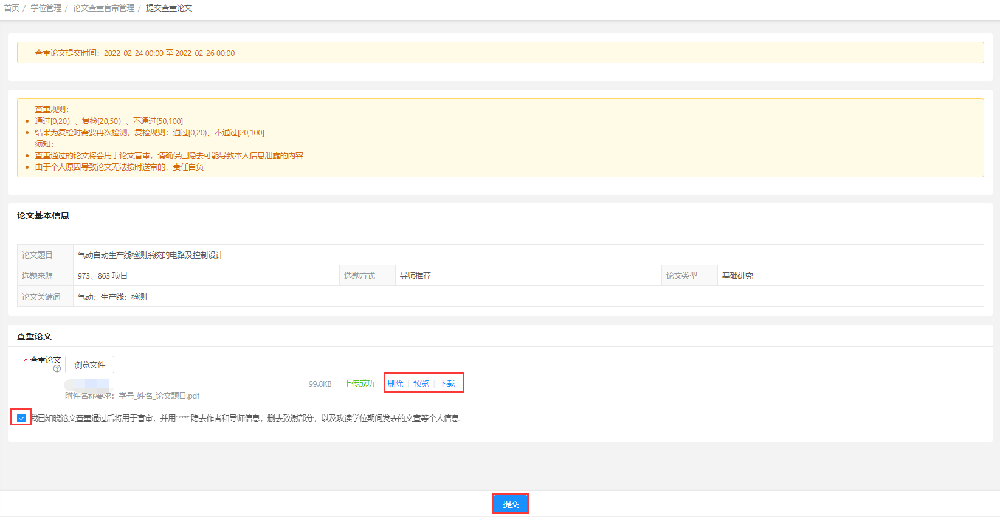 首页 / 学位管理 / 论文查重盲审管理 / 提交查重论文
查重论文提交时间：2022-02-24 00:00 至 2022-02-26 00:00
查重规则：
通过[0,20）、复检[20,50）、不通过[50,100]
结果为复检时需要再次检测，复检规则：通过[0,20)、不通过[20,100]
须知：
查重通过的论文将会用于论文盲审，请确保已隐去可能导致本人信息泄露的内容
由于个人原因导致论文无法按时送审的，责任自负
论文基本信息
论文题目 气动自动生产线检测系统的电路及控制设计
选题来源 973、863 项目 选题方式 导师推荐 论文类型 基础研究
论文关键词 气动；生产线；检测
查重论文
* 查重论文 ? 浏览文件
99.8KB 上传成功 删除 预览 下载
附件名称要求：学号_姓名_论文题目.pdf
我已知晓论文查重通过后将用于盲审，并用“***”隐去作者和导师信息，删去致谢部分，以及攻读学位期间发表的文章等个人信息.
提交